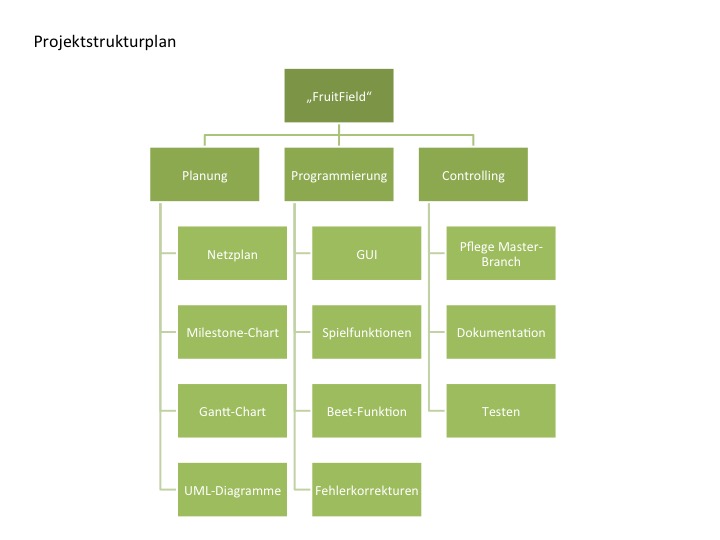 Projektstrukturplan
„FruitField“
Planung
Programmierung
Controlling
Netzplan
GUI
Pflege Master-
Branch
Milestone-Chart
Spielfunktionen
Dokumentation
Gantt-Chart
Beet-Funktion
Testen
UML-Diagramme
Fehlerkorrekturen